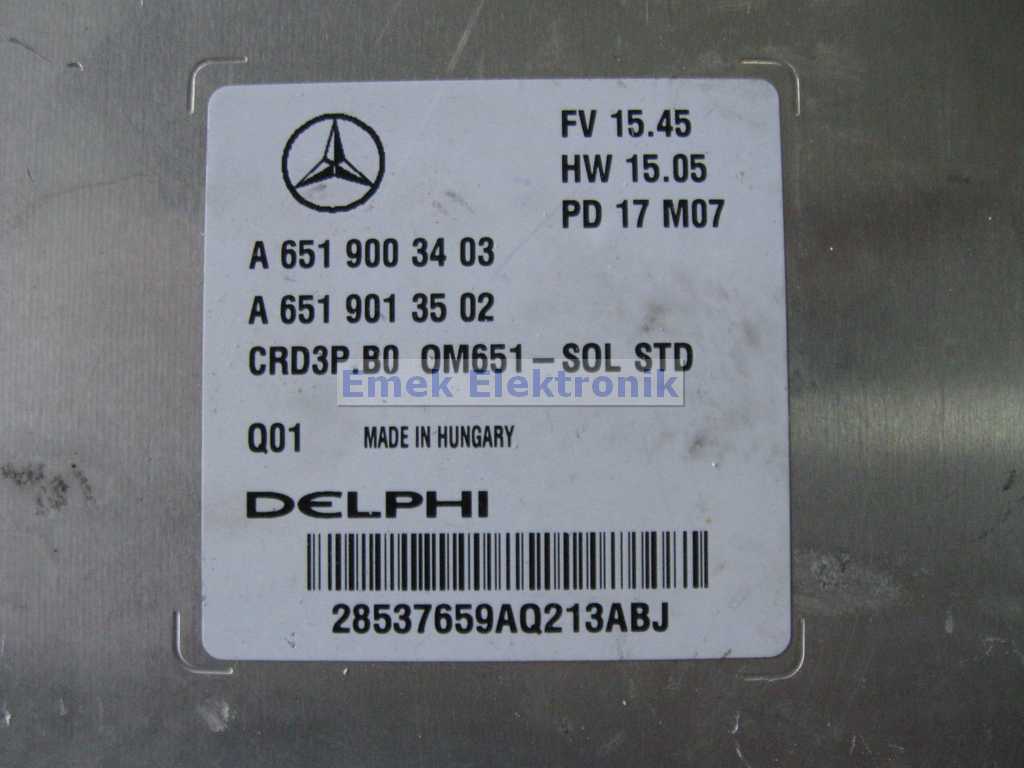 FV 15.45
HW 15.05
PD 17 M07
A 651 900 34 03
A 651 901 35 02
CRD3P.B0 OM651-SOL STD
Emek Elektronik
Q01 MADE IN HUNGARY
DELPHI
28537659AQ213ABJ